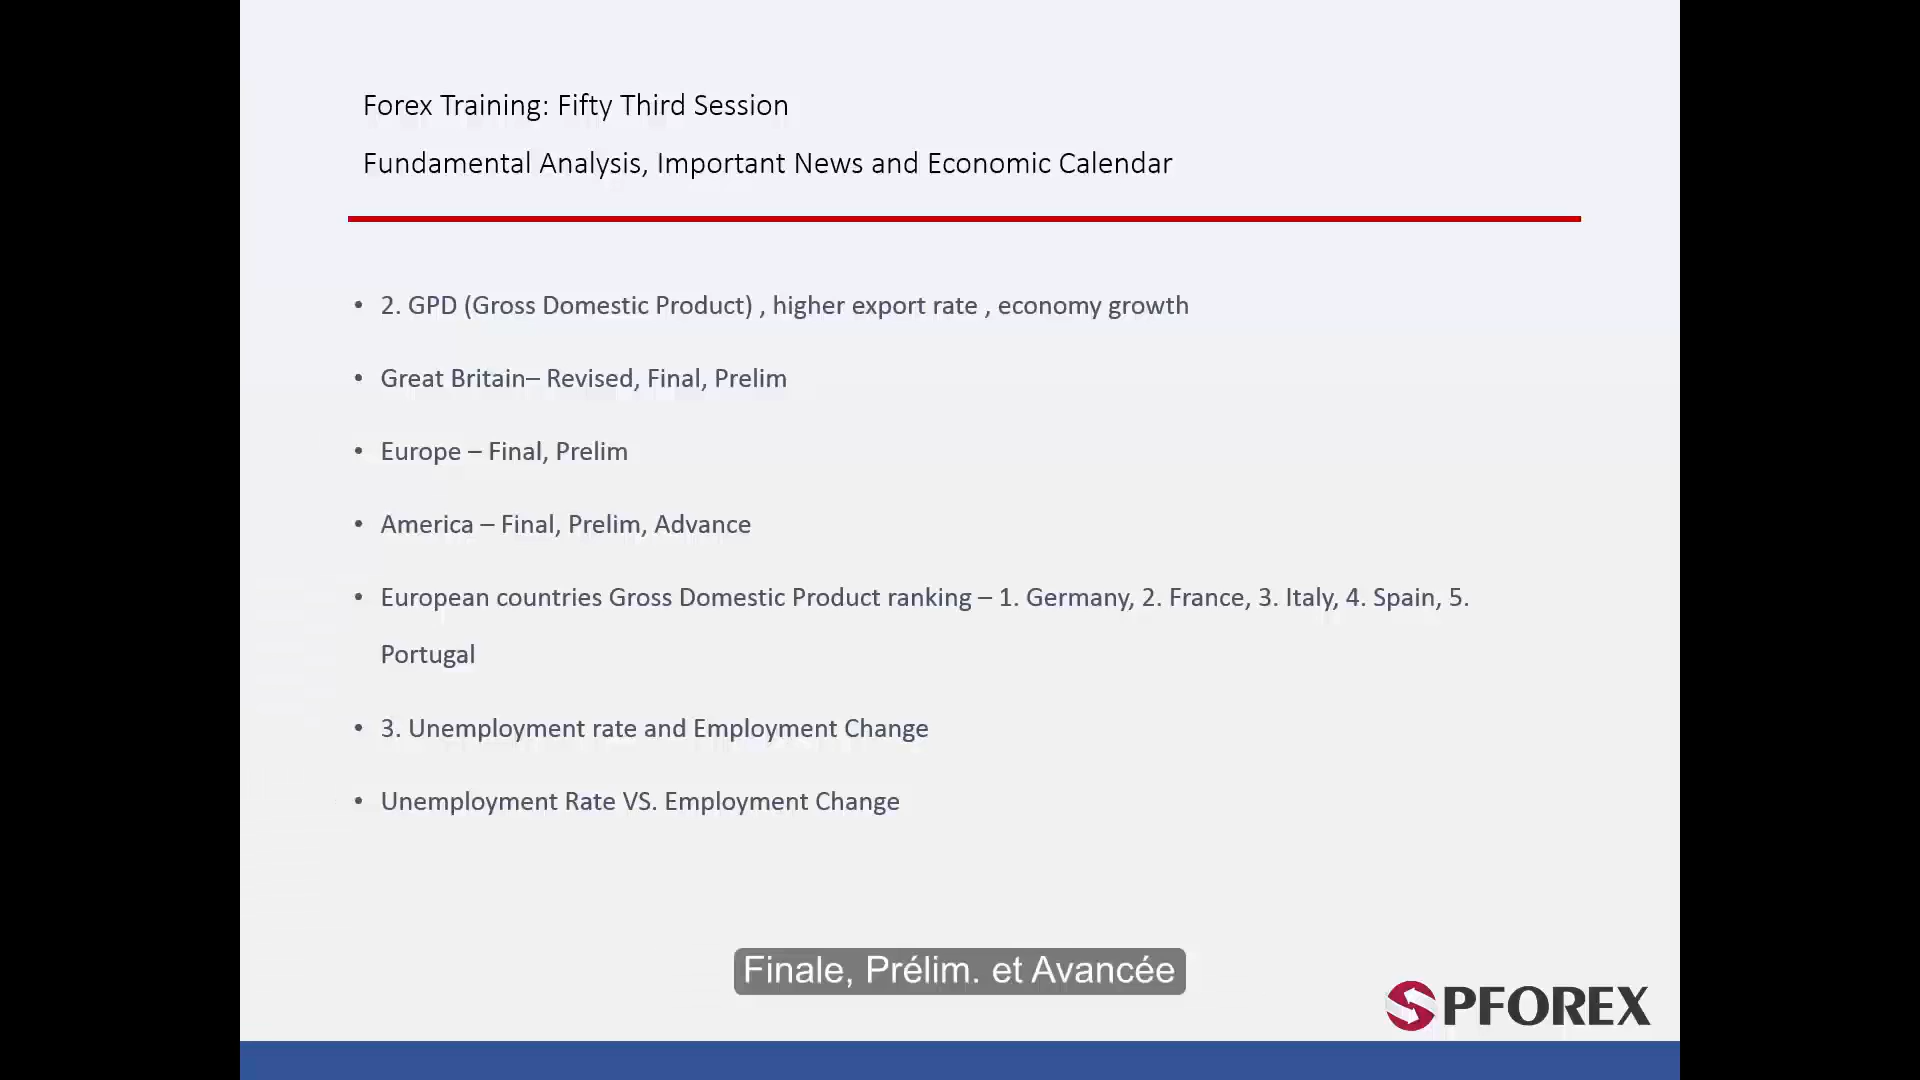 Forex Training: Fifty Third Session
Fundamental Analysis, Important News and Economic Calendar
• 2. GPD (Gross Domestic Product) , higher export rate , economy growth
• Great Britain– Revised, Final, Prelim
• Europe – Final, Prelim
• America – Final, Prelim, Advance
• European countries Gross Domestic Product ranking – 1. Germany, 2. France, 3. Italy, 4. Spain, 5.
Portugal
• 3. Unemployment rate and Employment Change
• Unemployment Rate VS. Employment Change
Finale, Prélim. et Avancée
PFOREX